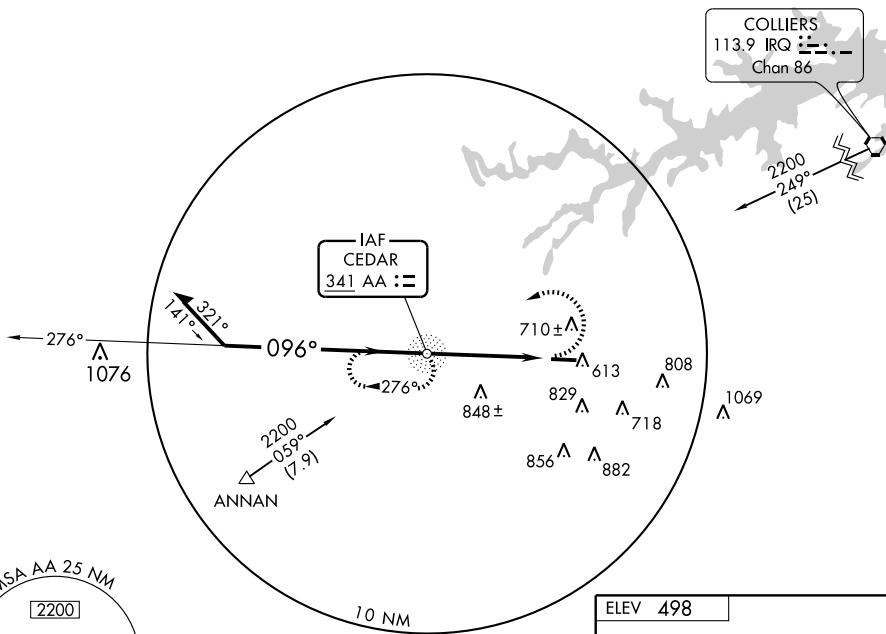 COLLIERS
113.9 IRQ
Chan 86
2200
249°
(25)
IAF
CEDAR
341 AA
321°
141°
276°
1076
096°
276°
710±
613
808
829
718
1069
848±
856
882
2200
059°
(7.9)
ANNAN
MSA AA 25 NM
2200
10 NM
ELEV 498